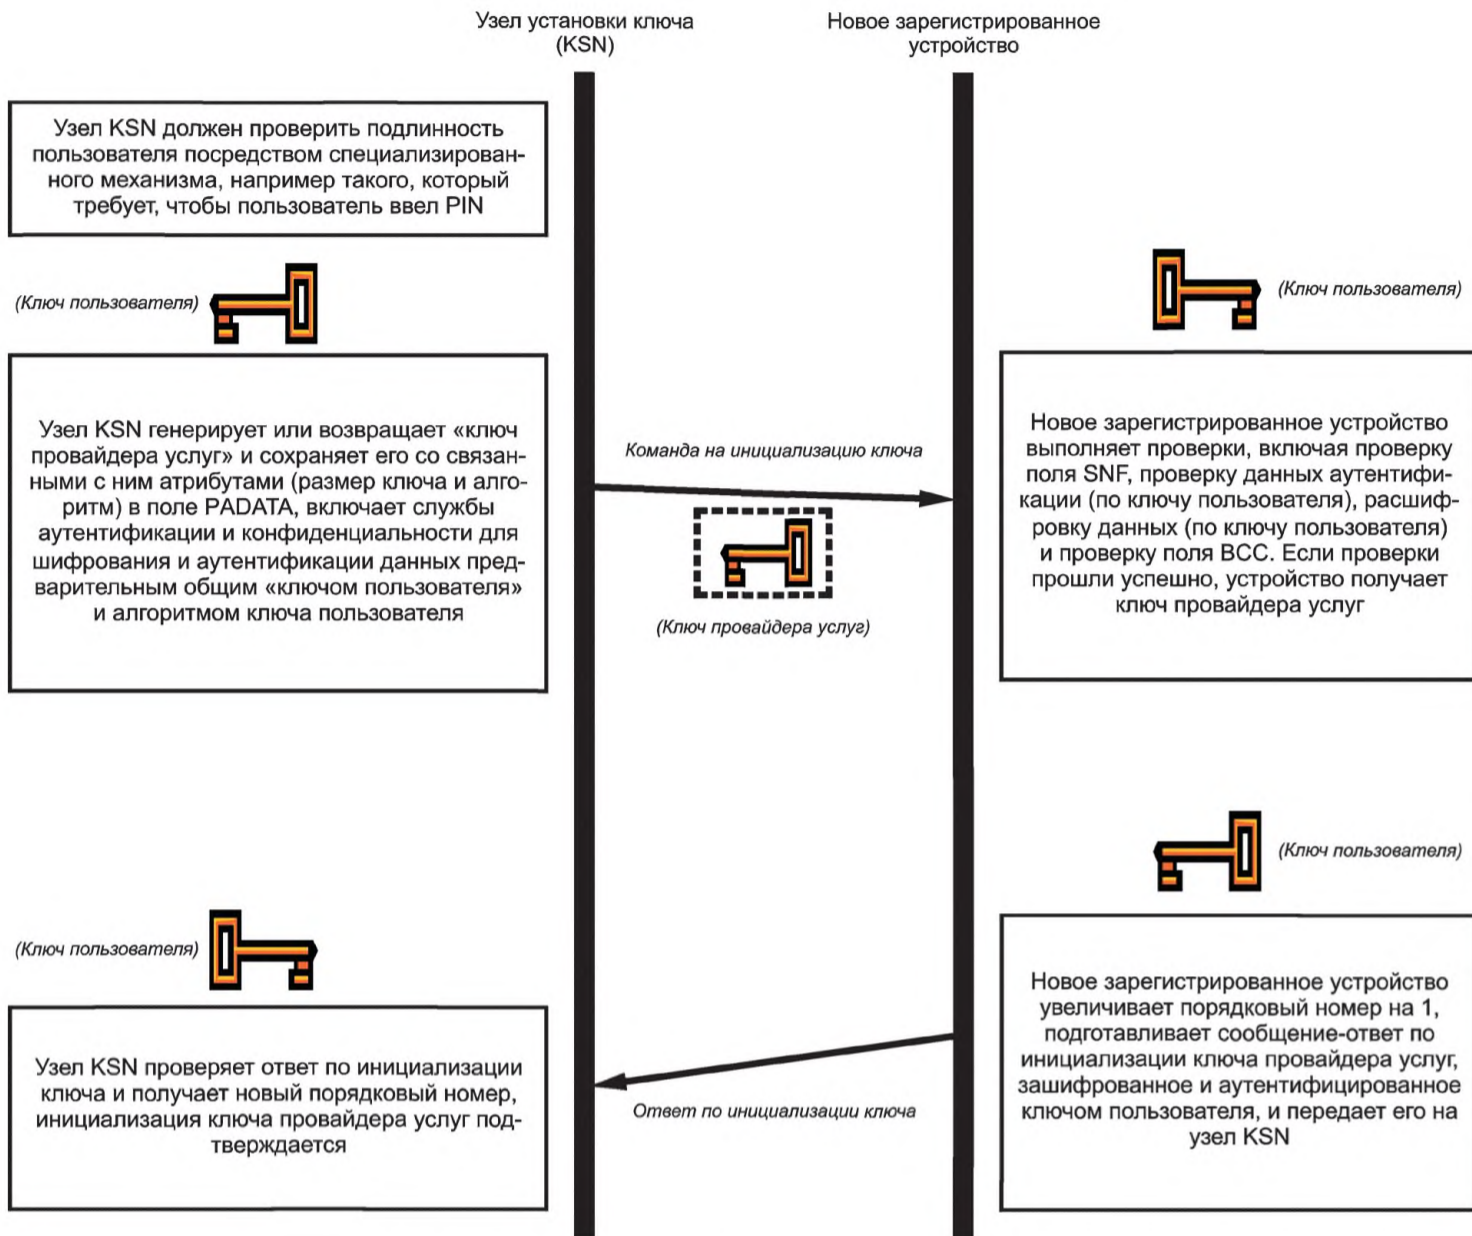 Узел установки ключа
(KSN)
Новое зарегистрированное
устройство
Узел KSN должен проверить подлинность
пользователя посредством специализирован-
ного механизма, например такого, который
требует, чтобы пользователь ввел PIN
(Ключ пользователя)
(Ключ пользователя)
Узел KSN генерирует или возвращает «ключ
провайдера услуг» и сохраняет его со связан-
ными с ним атрибутами (размер ключа и алго-
ритм) в поле PADATA, включает службы
аутентификации и конфиденциальности для
шифрования и аутентификации данных пред-
варительным общим «ключом пользователя»
и алгоритмом ключа пользователя
Команда на инициализацию ключа
(Ключ провайдера услуг)
Новое зарегистрированное устройство
выполняет проверки, включая проверку
поля SNF, проверку данных аутентифи-
кации (по ключу пользователя), расшиф-
ровку данных (по ключу пользователя)
и проверку поля BCC. Если проверки
прошли успешно, устройство получает
ключ провайдера услуг
(Ключ пользователя)
(Ключ пользователя)
Новое зарегистрированное устройство
увеличивает порядковый номер на 1,
подготавливает сообщение-ответ по
инициализации ключа провайдера услуг,
зашифрованное и аутентифицированное
ключом пользователя, и передает его на
узел KSN
Ответ по инициализации ключа
Узел KSN проверяет ответ по инициализации
ключа и получает новый порядковый номер,
инициализация ключа провайдера услуг под-
тверждается